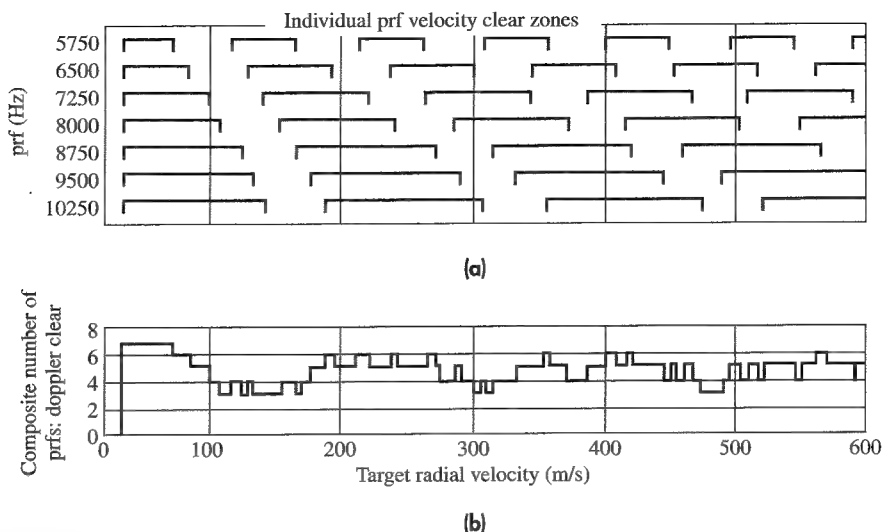 Individual prf velocity clear zones
prf (Hz)
5750
6500
7250
8000
8750
9500
10250
(a)
Composite number of
prfs: doppler clear
8
6
4
2
0
100 200 300 400 500 600
Target radial velocity (m/s)
(b)